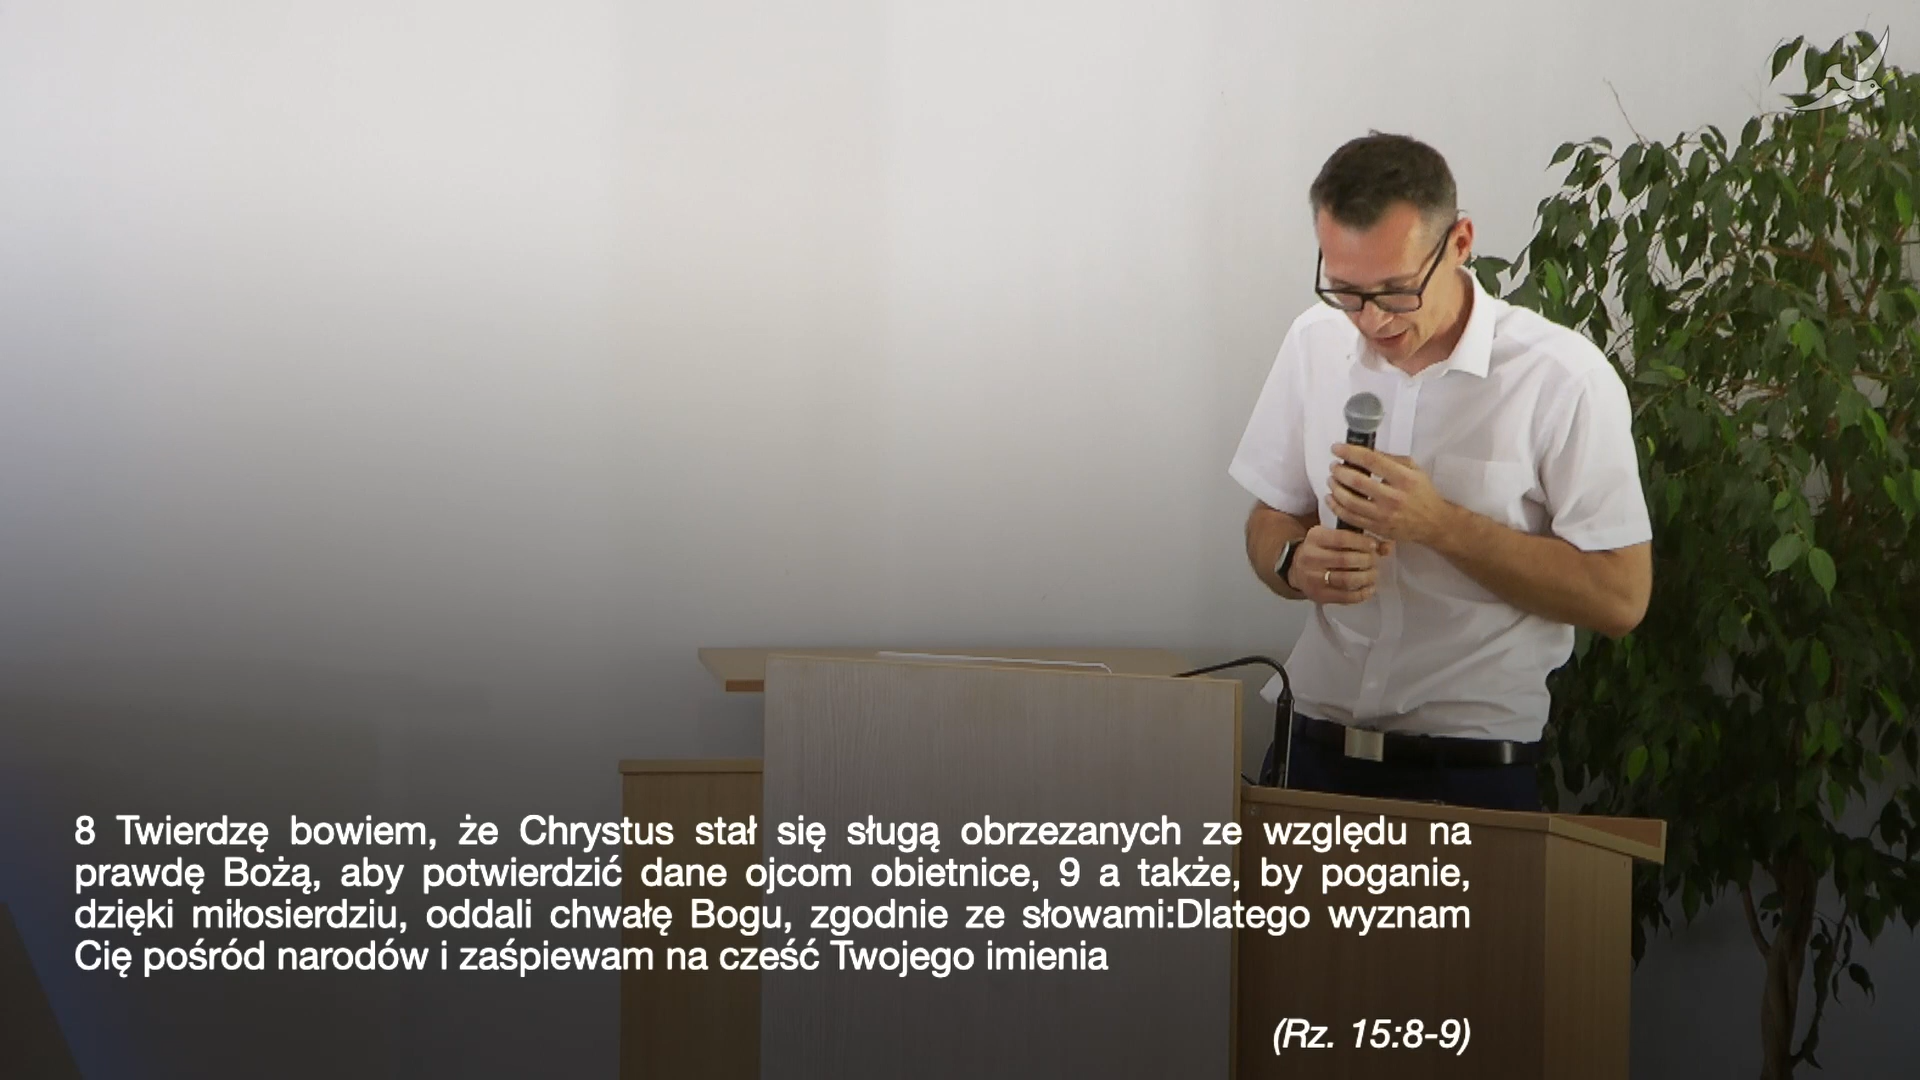 8 Twierdzę bowiem, że Chrystus stał się sługą obrzezanych ze względu na
prawdę Bożą, aby potwierdzić dane ojcom obietnice, 9 a także, by poganie,
dzięki miłosierdziu, oddali chwałę Bogu, zgodnie ze słowami:Dlatego wyznam
Cię pośród narodów i zaśpiewam na cześć Twojego imienia
(Rz. 15:8-9)